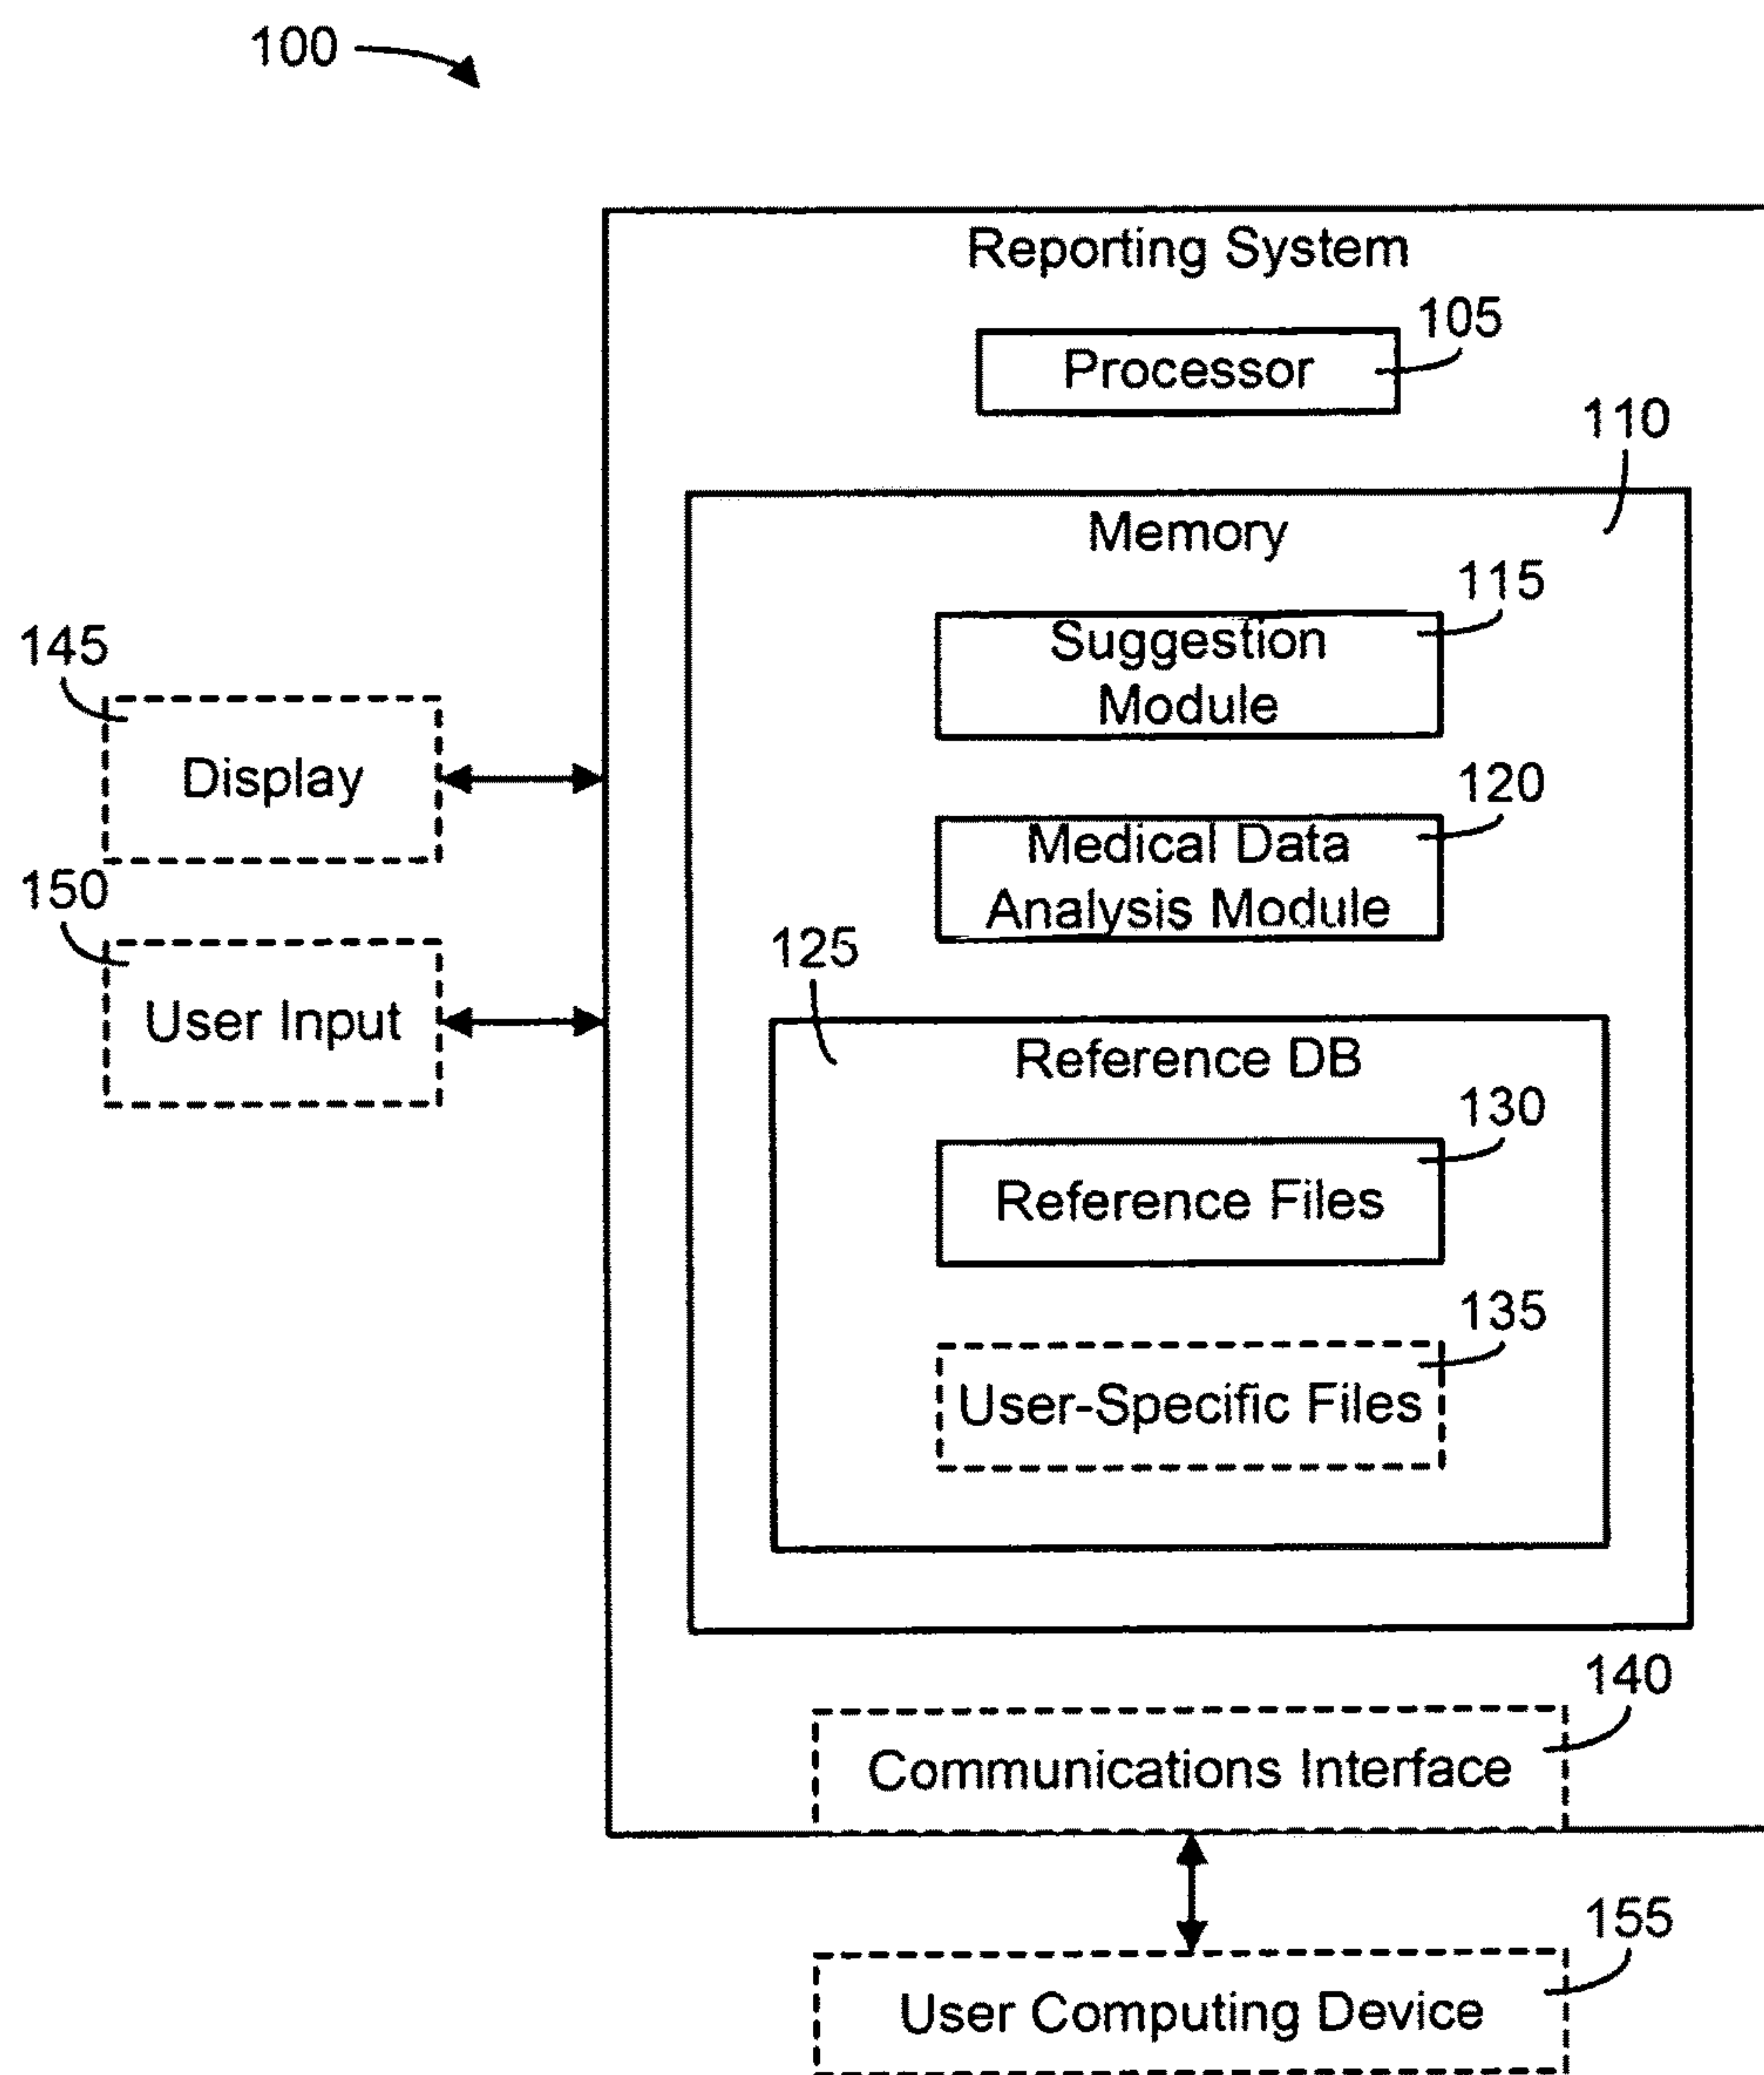 100
Reporting System
105
Processor
110
Memory
115
Suggestion
Module
145
Display
120
Medical Data
Analysis Module
150
User Input
125
Reference DB
130
Reference Files
135
User-Specific Files
140
Communications Interface
155
User Computing Device